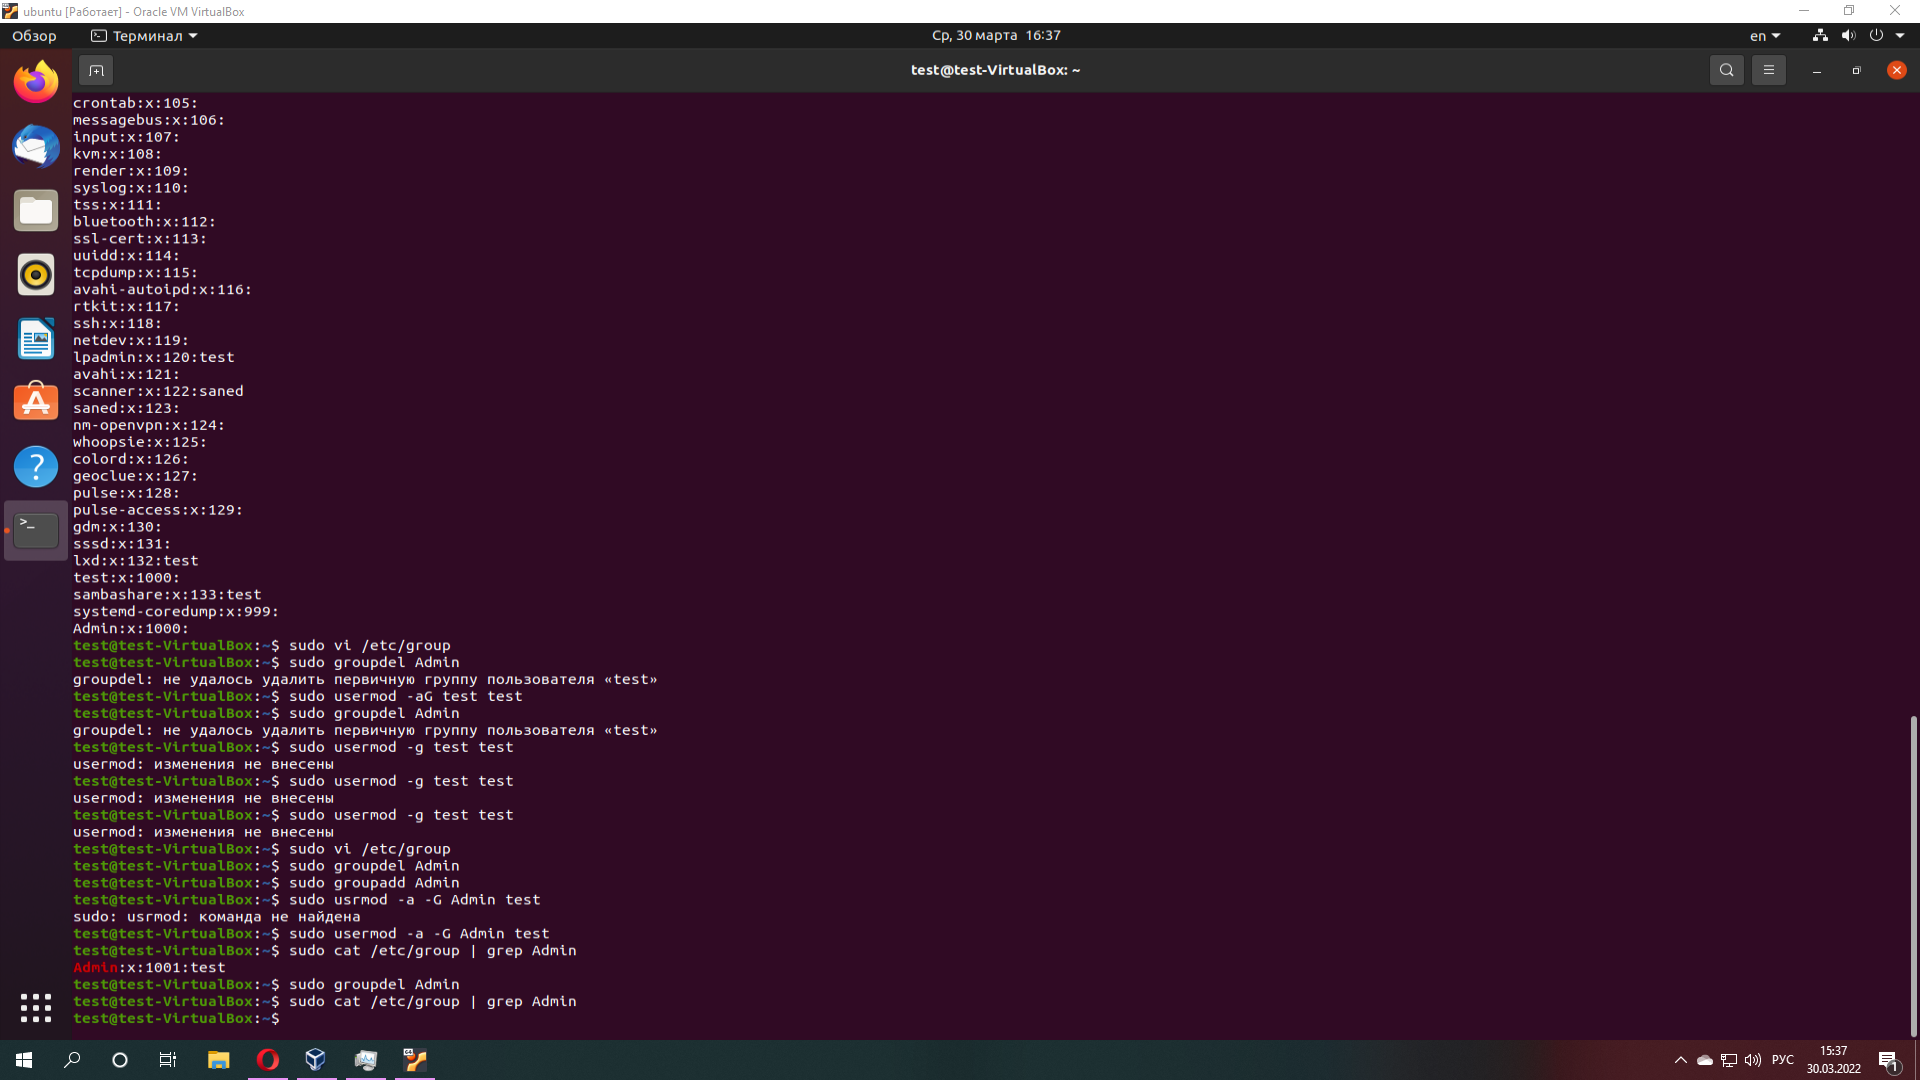 ubuntu [Работает] - Oracle VM VirtualBox
Обзор
Терминал
Ср, 30 марта 16:37
en
test@test-VirtualBox: ~
crontab:x:105:
messagebus:x:106:
input:x:107:
kvm:x:108:
render:x:109:
syslog:x:110:
tss:x:111:
bluetooth:x:112:
ssl-cert:x:113:
uuidd:x:114:
tcpdump:x:115:
avahi-autoipd:x:116:
rtkit:x:117:
ssh:x:118:
netdev:x:119:
lpadmin:x:120:test
avahi:x:121:
scanner:x:122:saned
saned:x:123:
nm-openvpn:x:124:
whoopsie:x:125:
colord:x:126:
geoclue:x:127:
pulse:x:128:
pulse-access:x:129:
gdm:x:130:
sssd:x:131:
lxd:x:132:test
test:x:1000:
sambashare:x:133:test
systemd-coredump:x:999:
Admin:x:1000:
test@test-VirtualBox:~$ sudo vi /etc/group
test@test-VirtualBox:~$ sudo groupdel Admin
groupdel: не удалось удалить первичную группу пользователя «test»
test@test-VirtualBox:~$ sudo usermod -aG test test
test@test-VirtualBox:~$ sudo groupdel Admin
groupdel: не удалось удалить первичную группу пользователя «test»
test@test-VirtualBox:~$ sudo usermod -g test test
usermod: изменения не внесены
test@test-VirtualBox:~$ sudo usermod -g test test
usermod: изменения не внесены
test@test-VirtualBox:~$ sudo usermod -g test test
usermod: изменения не внесены
test@test-VirtualBox:~$ sudo vi /etc/group
test@test-VirtualBox:~$ sudo groupdel Admin
test@test-VirtualBox:~$ sudo groupadd Admin
test@test-VirtualBox:~$ sudo usrmod -a -G Admin test
sudo: usrmod: команда не найдена
test@test-VirtualBox:~$ sudo usermod -a -G Admin test
test@test-VirtualBox:~$ sudo cat /etc/group | grep Admin
Admin:x:1001:test
test@test-VirtualBox:~$ sudo groupdel Admin
test@test-VirtualBox:~$ sudo cat /etc/group | grep Admin
test@test-VirtualBox:~$
РУС
15:37
30.03.2022
1